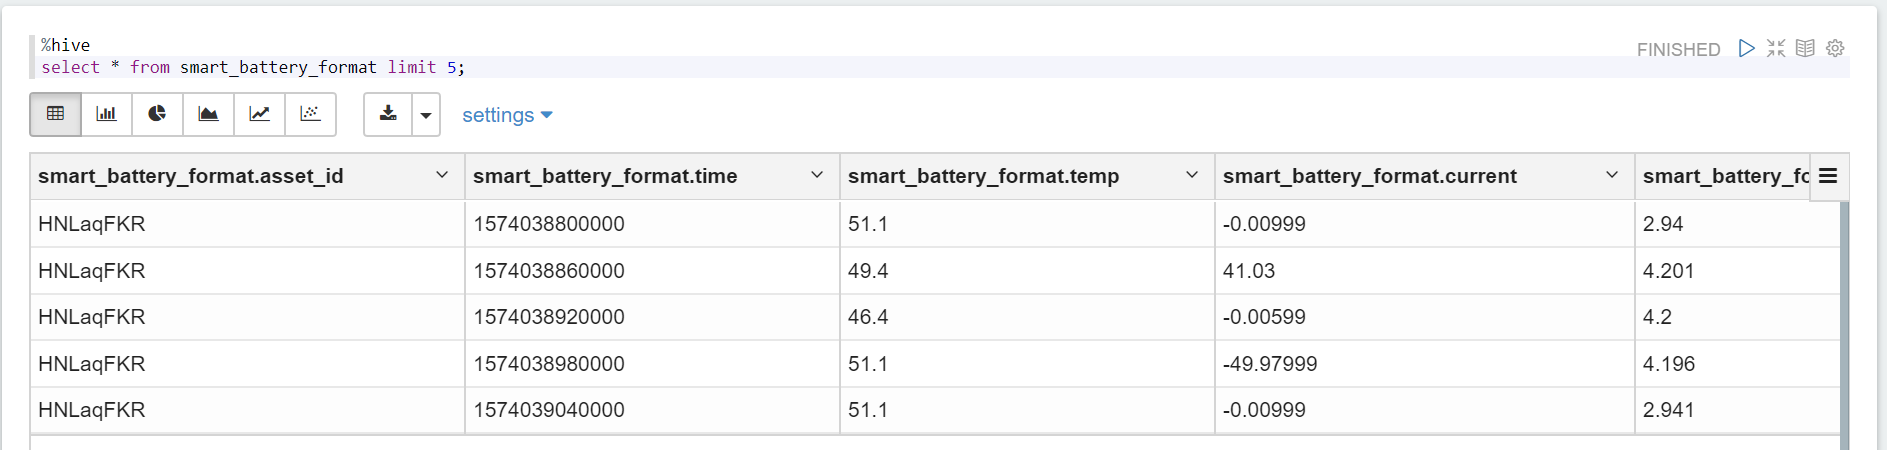 %hive
select * from smart_battery_format limit 5;
FINISHED
settings
smart_battery_format.asset_id smart_battery_format.time smart_battery_format.temp smart_battery_format.current smart_battery_fo
HNLaqFKR 1574038800000 51.1 -0.00999 2.94
HNLaqFKR 1574038860000 49.4 41.03 4.201
HNLaqFKR 1574038920000 46.4 -0.00599 4.2
HNLaqFKR 1574038980000 51.1 -49.97999 4.196
HNLaqFKR 1574039040000 51.1 -0.00999 2.941